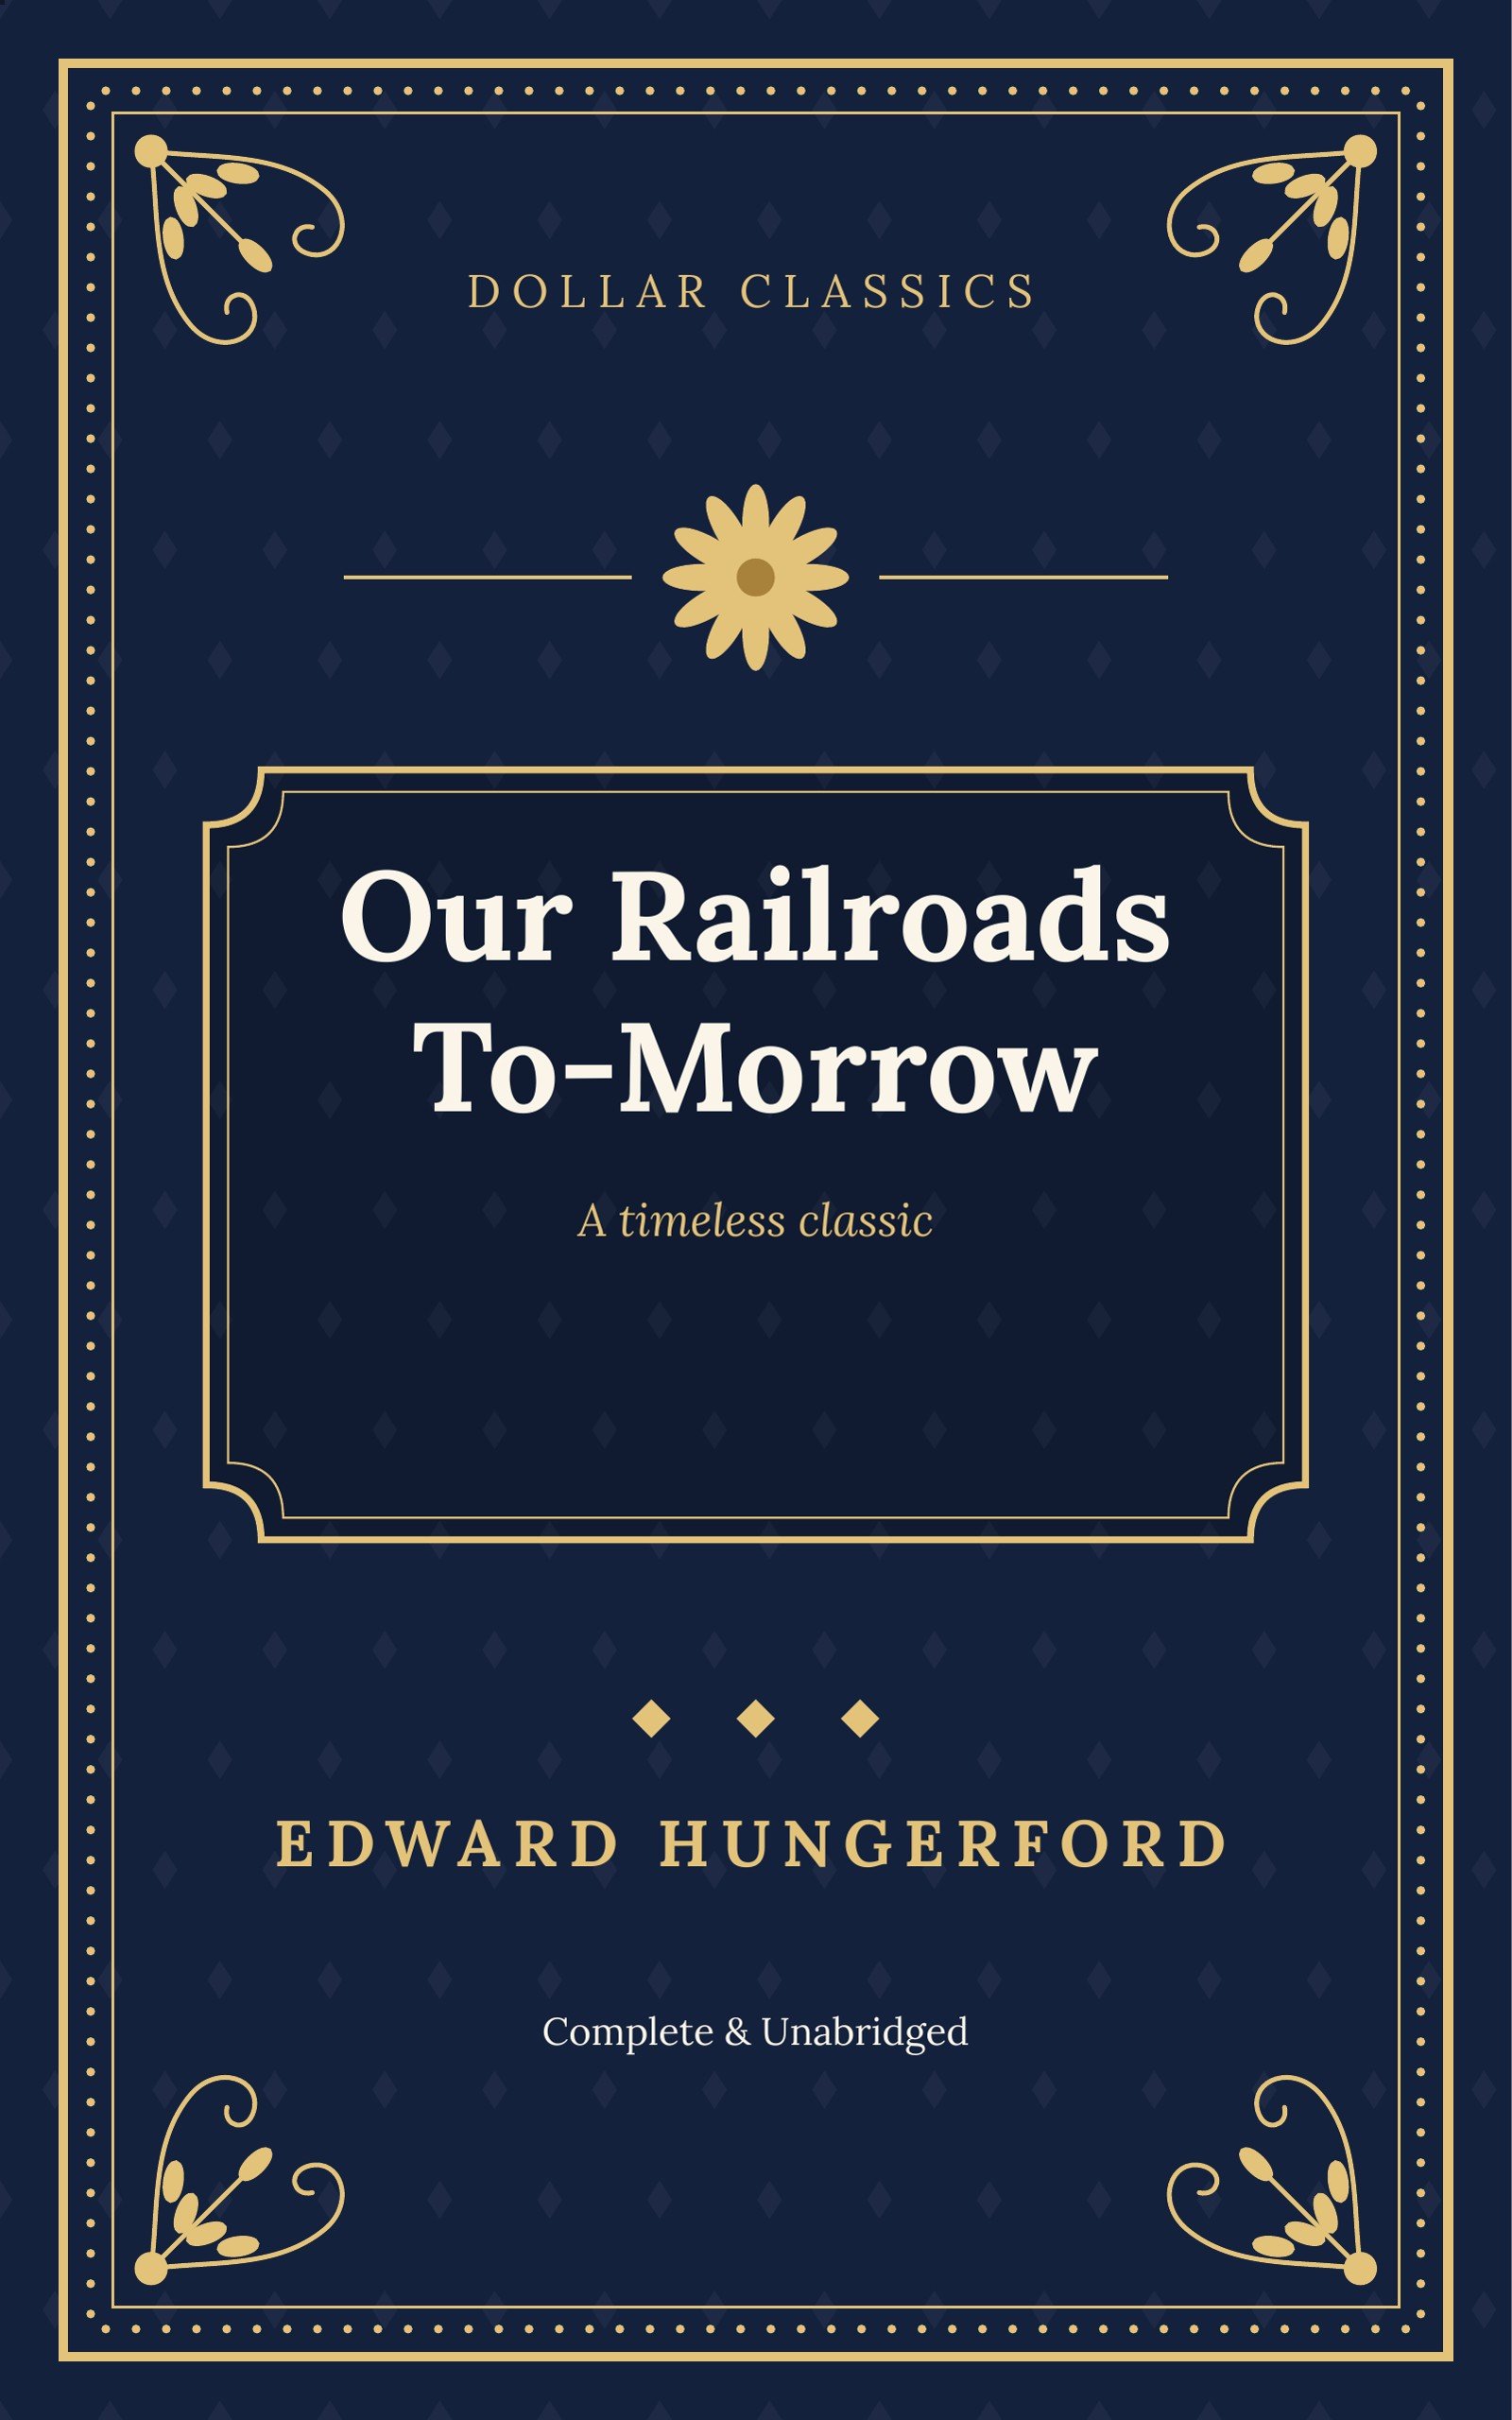 DOLLAR CLASSICS
Our Railroads
To-Morrow
A timeless classic
EDWARD HUNGERFORD
Complete & Unabridged